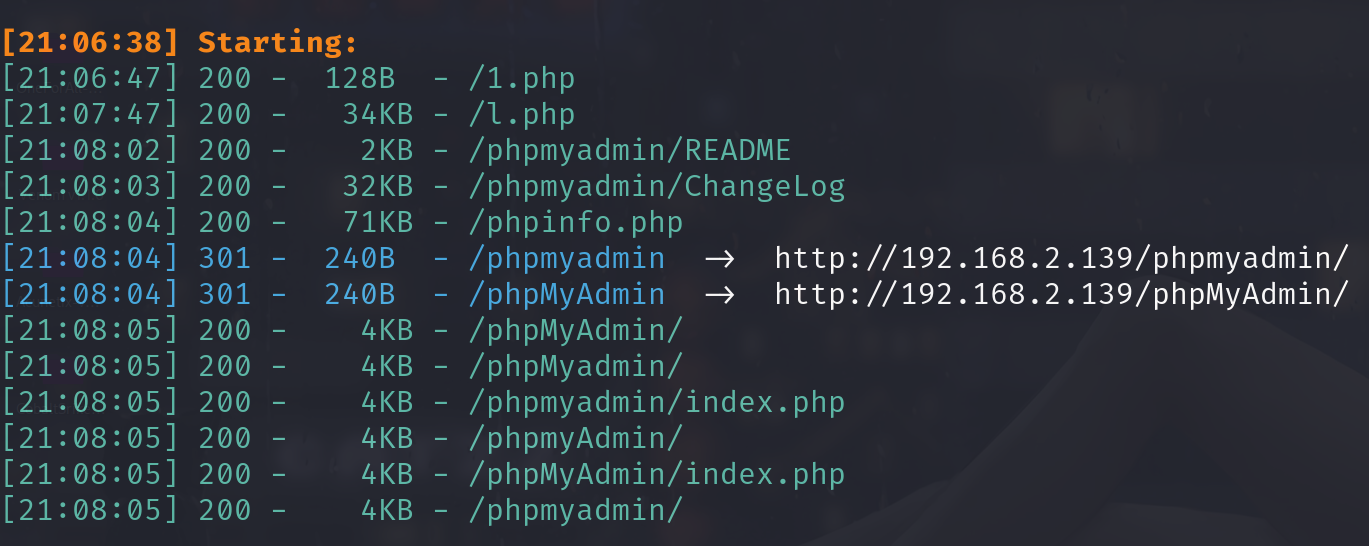 [21:06:38] Starting:
[21:06:47] 200 -  128B  - /1.php
[21:07:47] 200 -   34KB - /l.php
[21:08:02] 200 -    2KB - /phpmyadmin/README
[21:08:03] 200 -   32KB - /phpmyadmin/ChangeLog
[21:08:04] 200 -   71KB - /phpinfo.php
[21:08:04] 301 -  240B  - /phpmyadmin  ->  http://192.168.2.139/phpmyadmin/
[21:08:04] 301 -  240B  - /phpMyAdmin  ->  http://192.168.2.139/phpMyAdmin/
[21:08:05] 200 -    4KB - /phpMyAdmin/
[21:08:05] 200 -    4KB - /phpMyadmin/
[21:08:05] 200 -    4KB - /phpmyadmin/index.php
[21:08:05] 200 -    4KB - /phpmyAdmin/
[21:08:05] 200 -    4KB - /phpMyAdmin/index.php
[21:08:05] 200 -    4KB - /phpmyadmin/